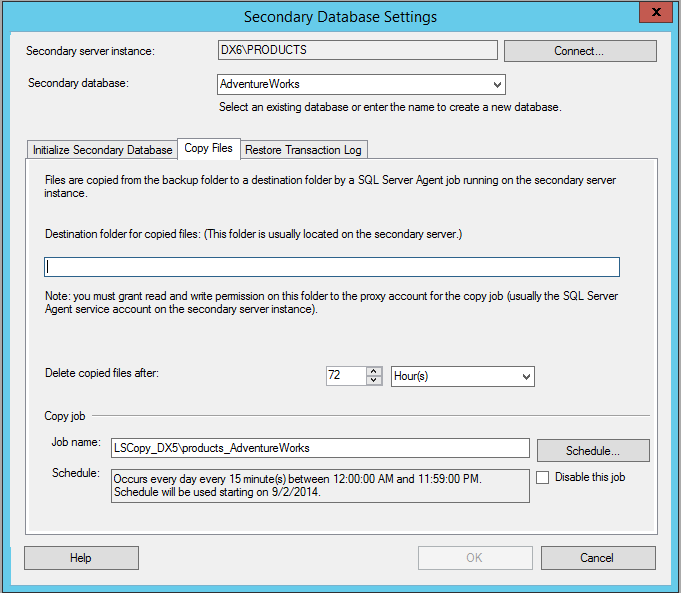 Secondary Database Settings
x
Secondary server instance:
DX6\PRODUCTS
Connect...
Secondary database:
AdventureWorks
Select an existing database or enter the name to create a new database.
Initialize Secondary Database
Copy Files
Restore Transaction Log
Files are copied from the backup folder to a destination folder by a SQL Server Agent job running on the secondary server
instance.
Destination folder for copied files: (This folder is usually located on the secondary server.)
Note: you must grant read and write permission on this folder to the proxy account for the copy job (usually the SQL Server
Agent service account on the secondary server instance).
Delete copied files after:
72
Hour(s)
Copy job
Job name:
LSCopy_DX5\products_AdventureWorks
Schedule...
Schedule:
Occurs every day every 15 minute(s) between 12:00:00 AM and 11:59:00 PM.
Schedule will be used starting on 9/2/2014.
Disable this job
Help
OK
Cancel